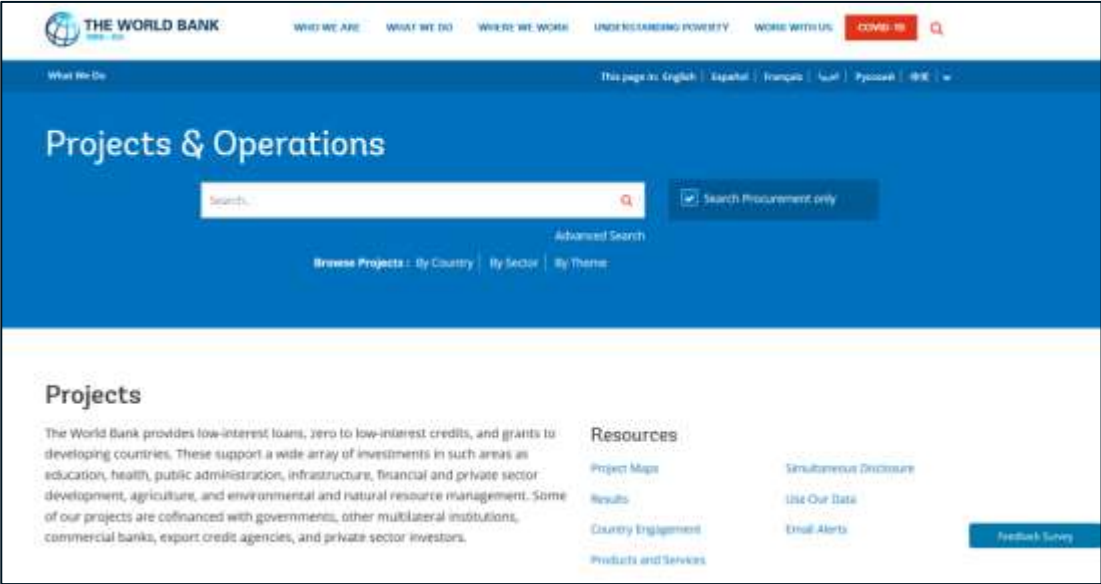 THE WORLD BANK
WHO WE ARE WHAT WE DO WHERE WE WORK UNDERSTANDING POVERTY WORK WITH US COVID-19
What We Do
This page in: English | Español | Français | العربية | Русский | 中文 |
Projects & Operations
Search...
Search Procurement only
Advanced Search
Browse Projects : By Country | By Sector | By Theme
Projects
The World Bank provides low-interest loans, zero to low-interest credits, and grants to
developing countries. These support a wide array of investments in such areas as
education, health, public administration, infrastructure, financial and private sector
development, agriculture, and environmental and natural resource management. Some
of our projects are cofinanced with governments, other multilateral institutions,
commercial banks, export credit agencies, and private sector investors.
Resources
Project Maps
Simultaneous Disclosure
Results
Use Our Data
Country Engagement
Email Alerts
Products and Services
Feedback Survey